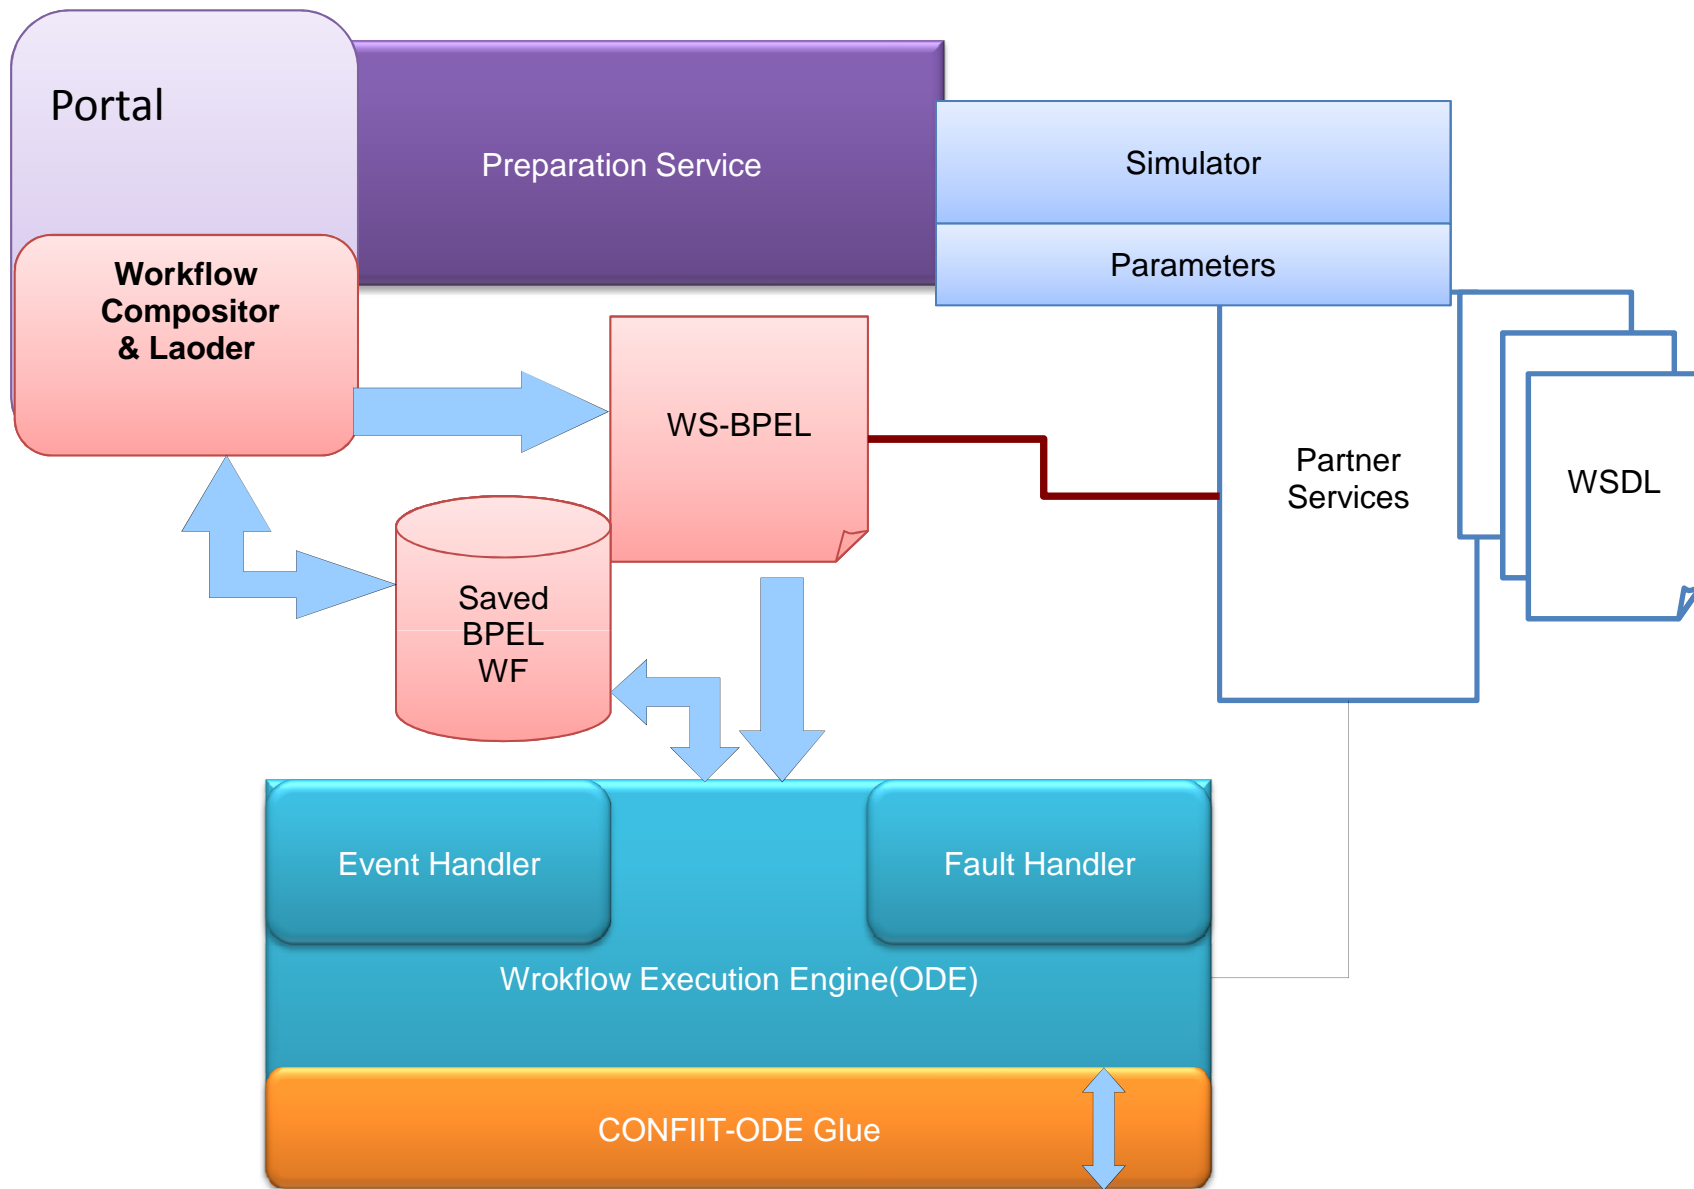 Portal
Preparation Service
Simulator
Parameters
Workflow
Compositor
& Laoder
WS-BPEL
Partner
Services
WSDL
Saved
BPEL
WF
Event Handler
Fault Handler
Wrokflow Execution Engine(ODE)
CONFIIT-ODE Glue